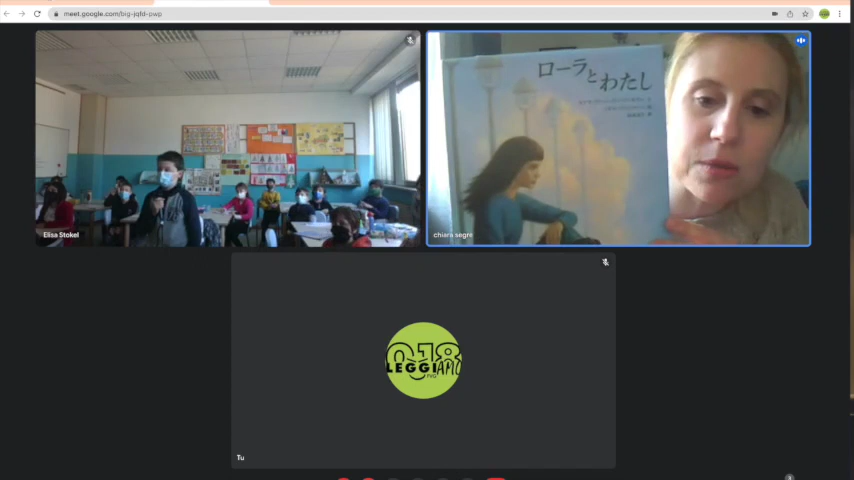 meet.google.com/big-jqfd-pwp
ローラとわたし
Elisa Stokel
chiara segre
018
LEGGIAMO
Tu